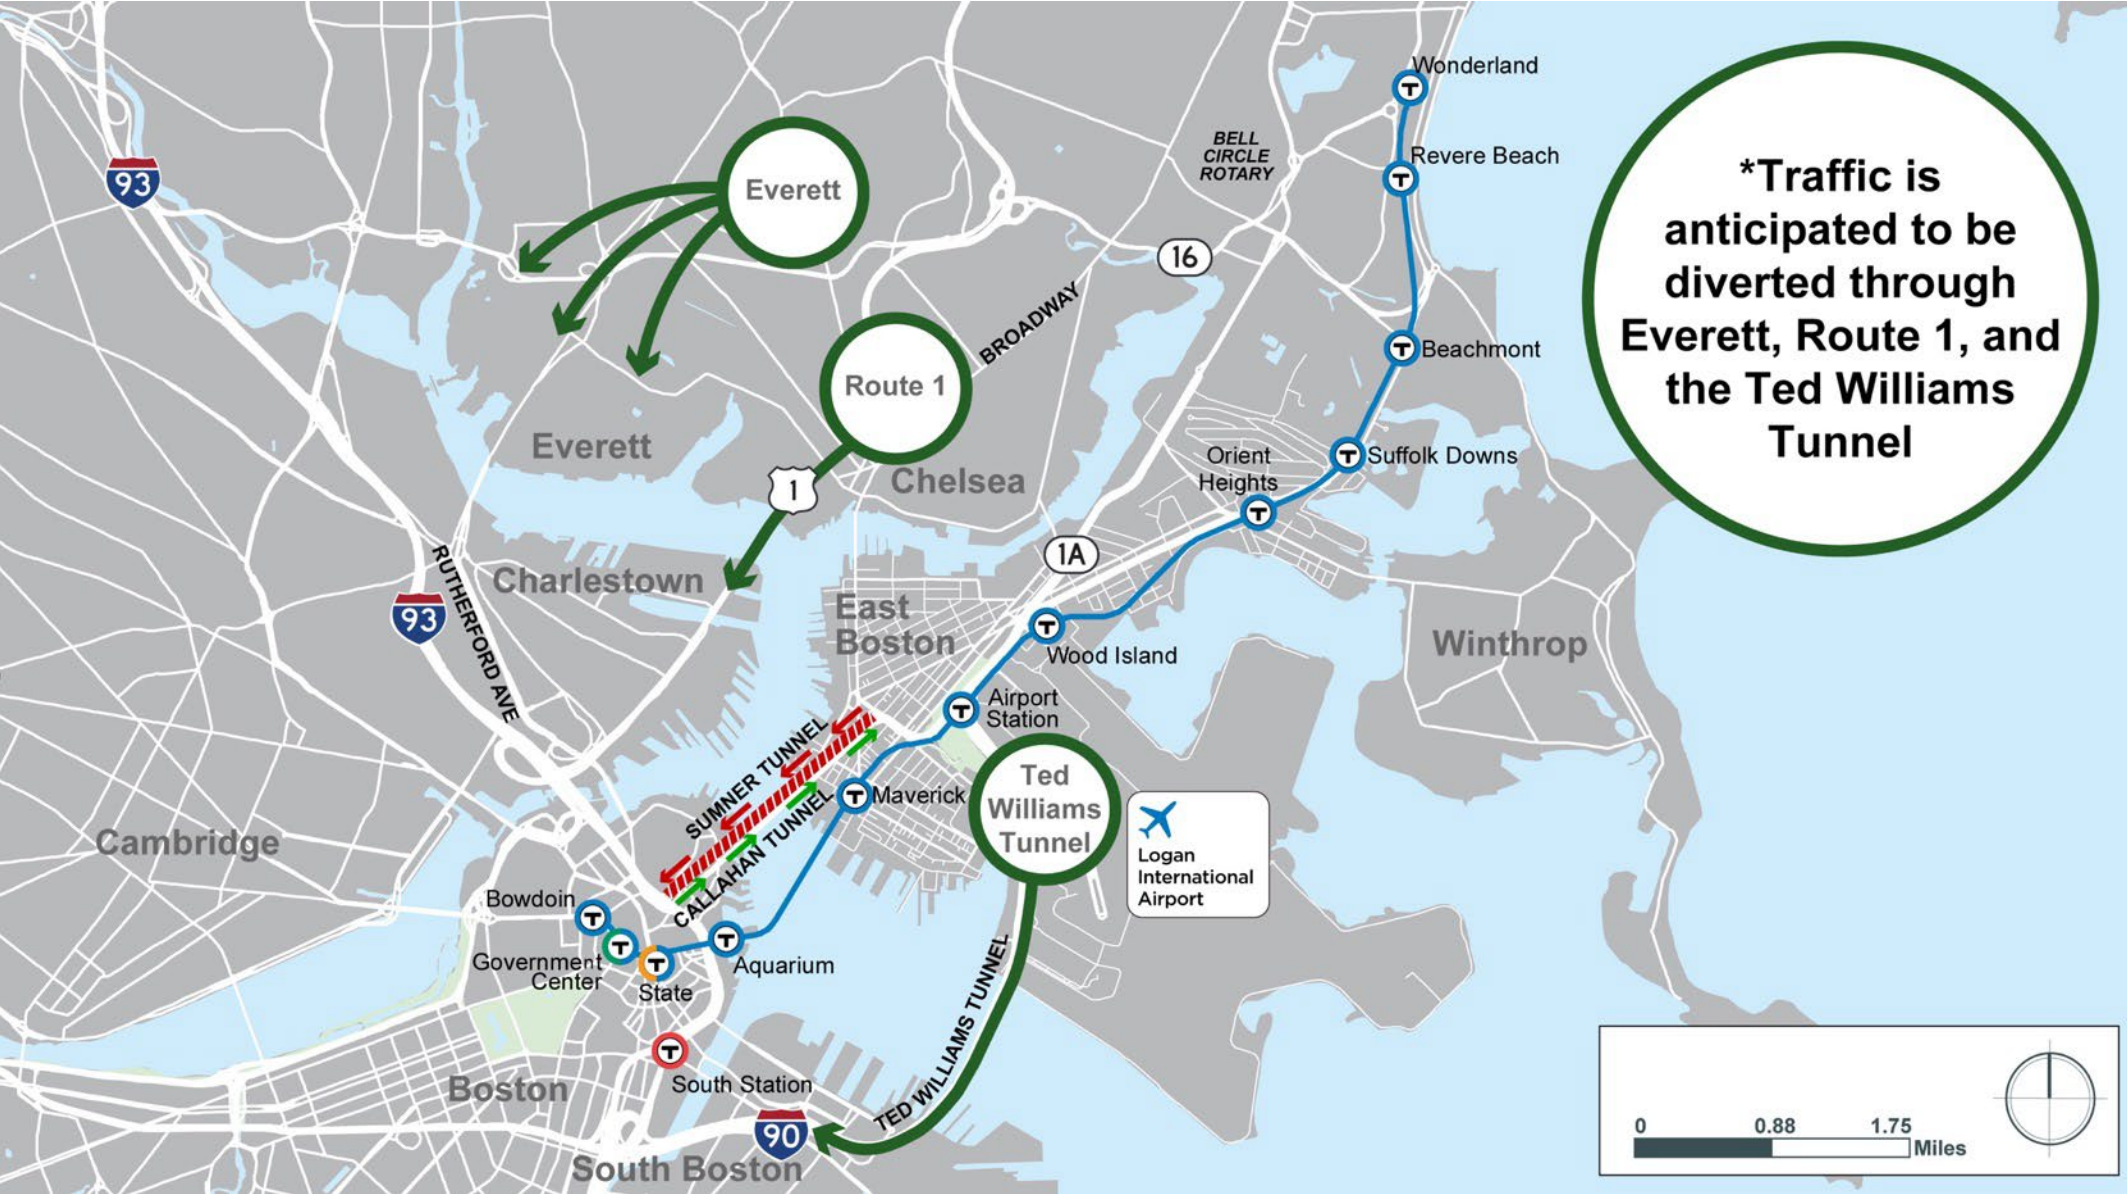 Wonderland
BELL
CIRCLE
ROTARY
Revere Beach
93
Everett
*Traffic is
anticipated to be
diverted through
Everett, Route 1, and
the Ted Williams
Tunnel
16
BROADWAY
Beachmont
Route 1
Everett
Chelsea
1
Orient
Heights
Suffolk Downs
1A
RUTHERFORD AVE
Charlestown
93
East
Boston
Wood Island
Winthrop
Airport
Station
SUMNER TUNNEL
CALLAHAN TUNNEL
Maverick
Ted
Williams
Tunnel
Logan
International
Airport
Cambridge
Bowdoin
Government
Center
State
Aquarium
TED WILLIAMS TUNNEL
South Station
Boston
90
South Boston
0 0.88 1.75
Miles
T
T
T
T
T
T
T
T
T
T
T
T
T